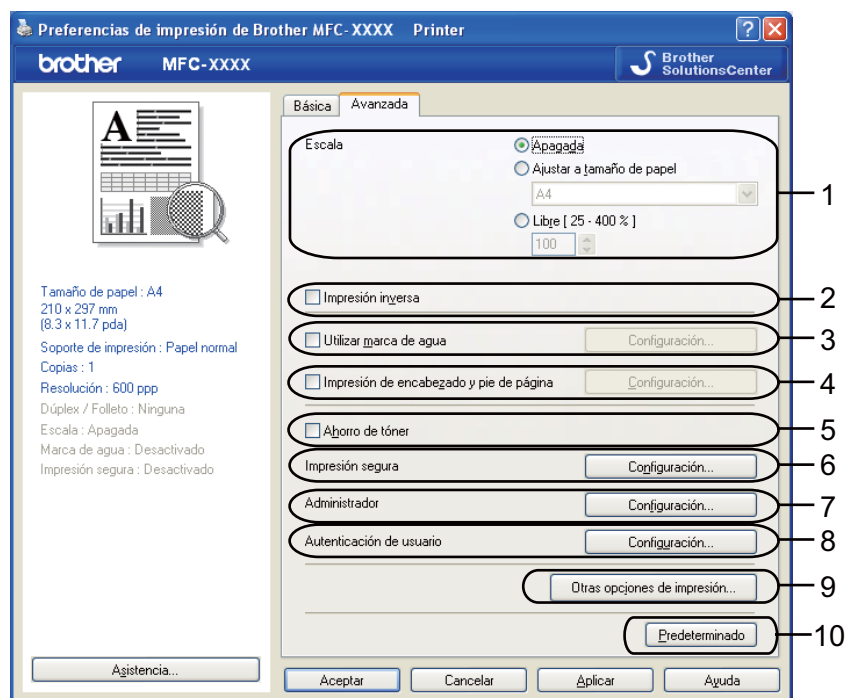 Preferencias de impresión de Brother MFC-XXXX Printer
brother MFC-XXXX
Brother
SolutionsCenter
A
Tamaño de papel : A4
210 x 297 mm
(8.3 x 11.7 pda)
Soporte de impresión : Papel normal
Copias : 1
Resolución : 600 ppp
Dúplex / Folleto : Ninguna
Escala : Apagada
Marca de agua : Desactivado
Impresión segura : Desactivado
Asistencia...
Básica
Avanzada
Escala
Apagada
Ajustar a tamaño de papel
A4
Libre [ 25 - 400 % ]
100
1
Impresión inversa
2
Utilizar marca de agua
Configuración...
3
Impresión de encabezado y pie de página
Configuración...
4
Ahorro de tóner
5
Impresión segura
Configuración...
6
Administrador
Configuración...
7
Autenticación de usuario
Configuración...
8
Otras opciones de impresión...
9
Predeterminado
10
Aceptar
Cancelar
Aplicar
Ayuda